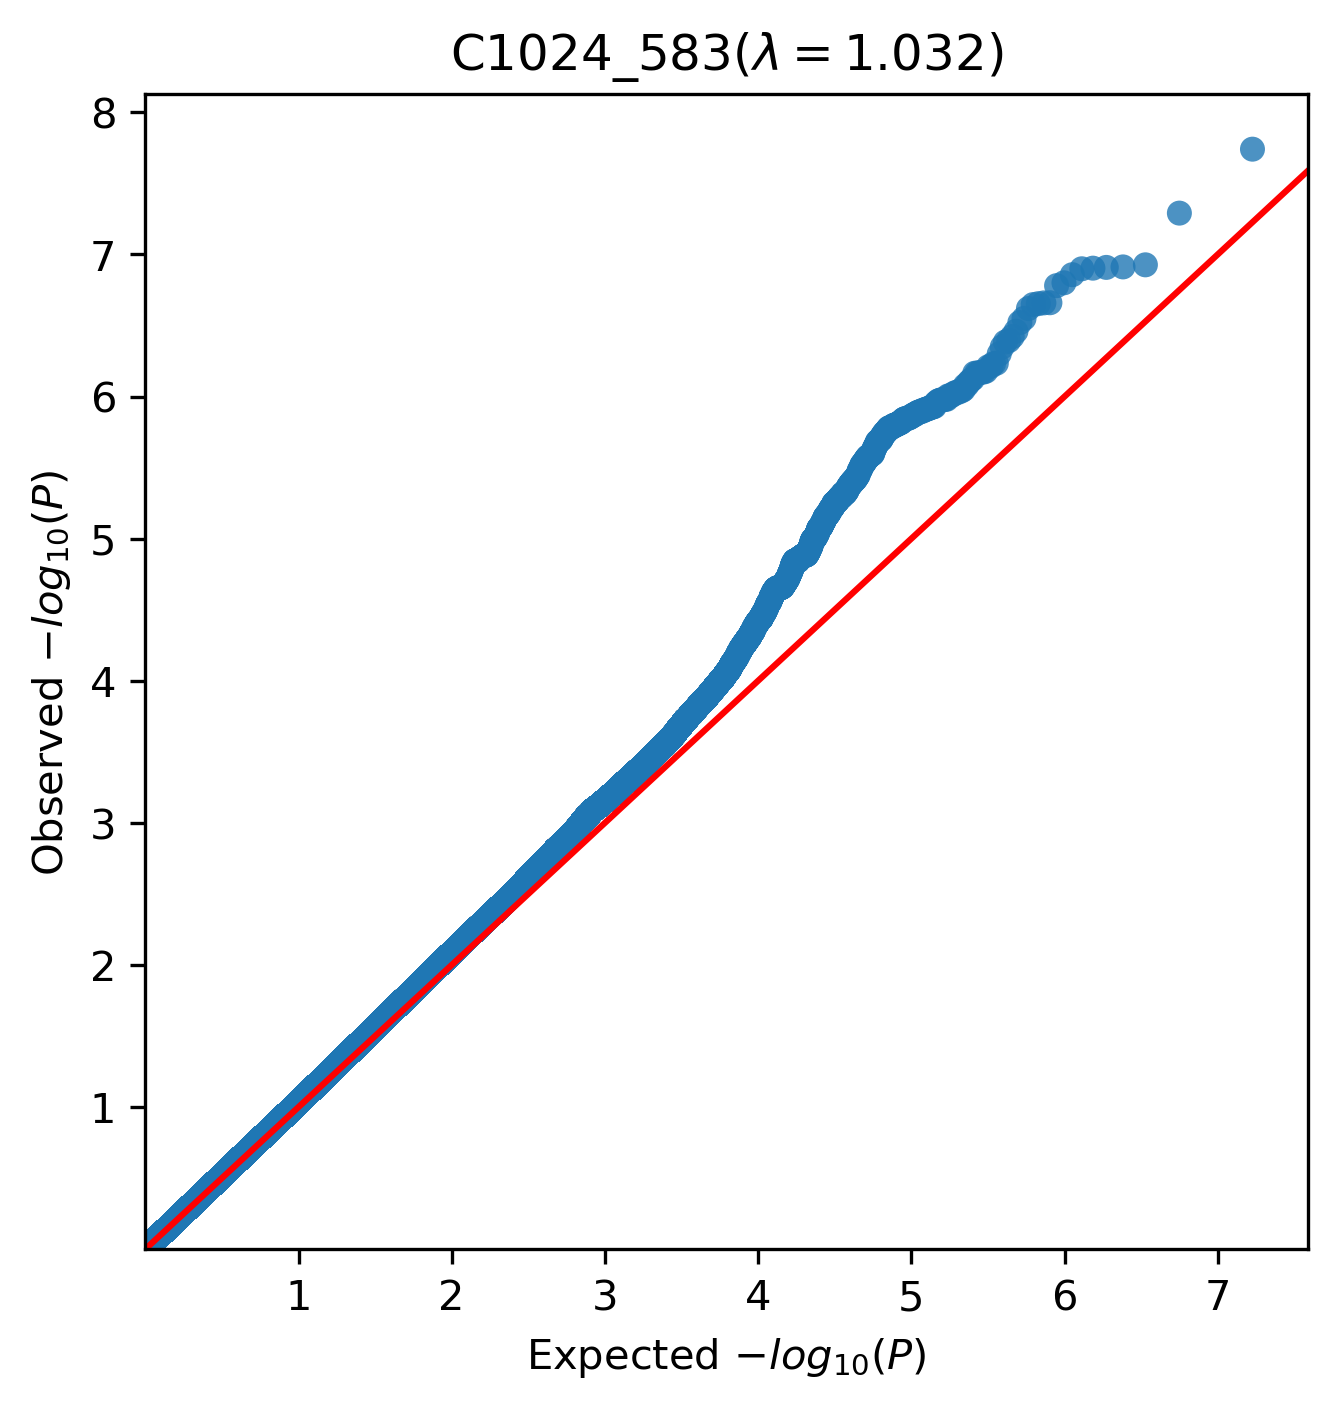 C1024_583(λ = 1.032)
8
7
6
5
4
3
2
1
Observed −log₁₀(P)
1 2 3 4 5 6 7
Expected −log₁₀(P)